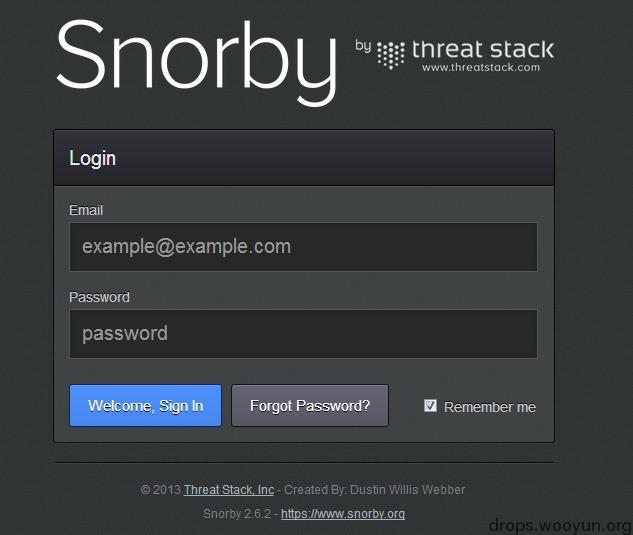 Snorby by threat stack
www.threatstack.com
Login
Email
example@example.com
Password
password
Welcome, Sign In Forgot Password? Remember me
© 2013 Threat Stack, Inc - Created By: Dustin Willis Webber
Snorby 2.6.2 - https://www.snorby.org
drops.wooyun.org